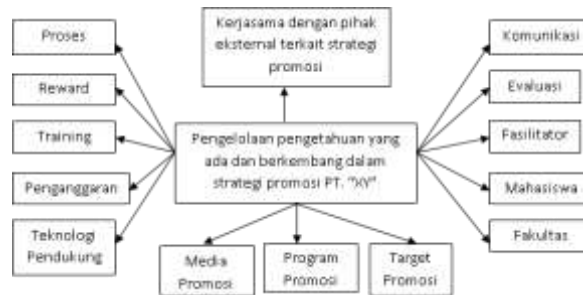 Proses
Reward
Training
Penganggaran
Teknologi
Pendukung
Kerjasama dengan pihak
eksternal terkait strategi
promosi
Pengelolaan pengetahuan yang
ada dan berkembang dalam
strategi promosi PT. "XY"
Media
Promosi
Program
Promosi
Target
Promosi
Komunikasi
Evaluasi
Fasilitator
Mahasiswa
Fakultas